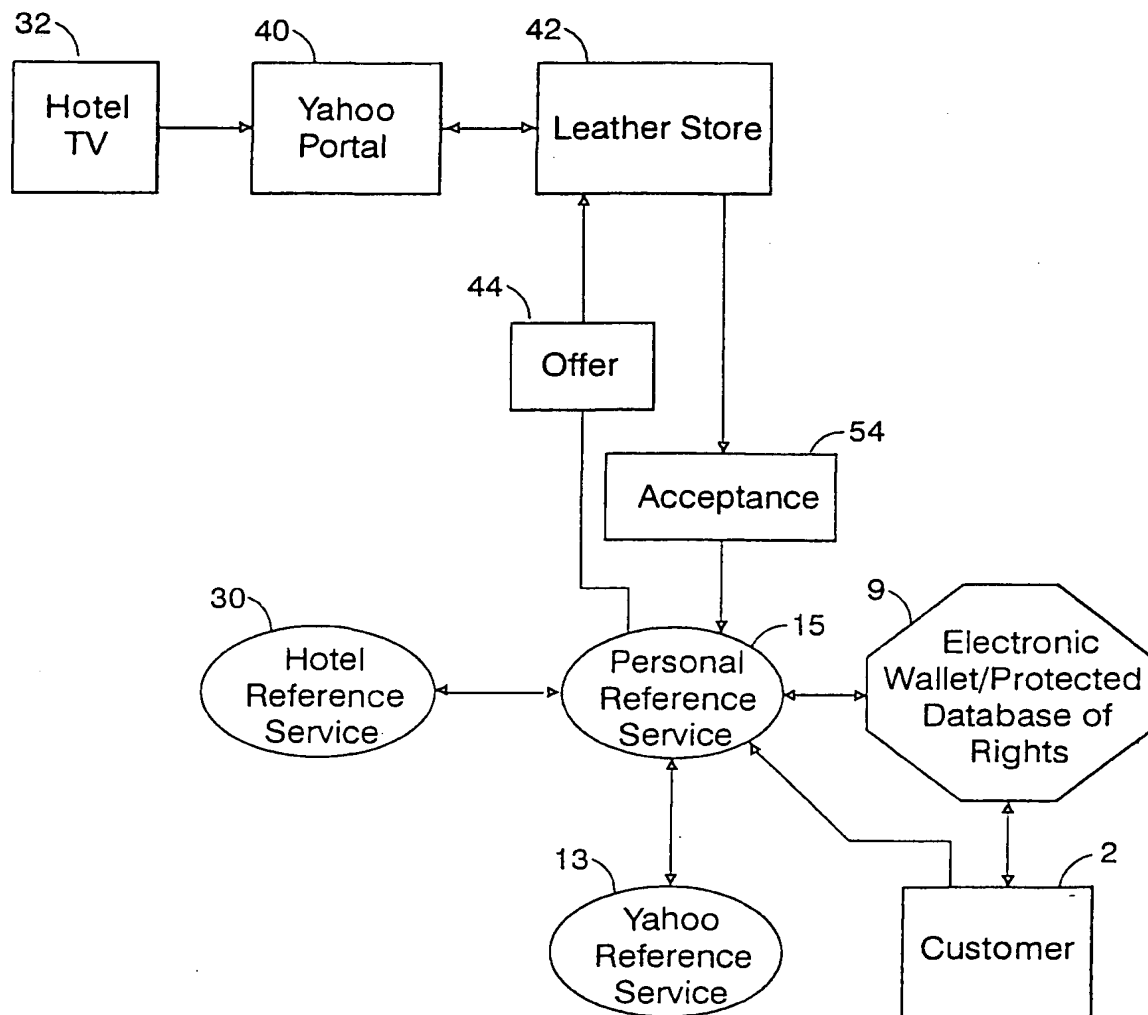 32
40
42
Hotel
TV
Yahoo
Portal
Leather Store
44
Offer
54
Acceptance
30
Hotel
Reference
Service
15
Personal
Reference
Service
9
Electronic
Wallet/Protected
Database of
Rights
13
Yahoo
Reference
Service
2
Customer